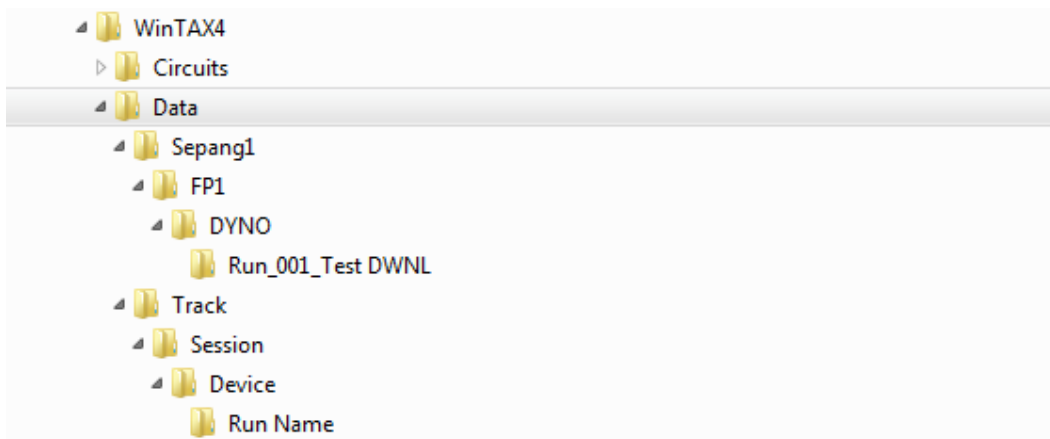 WinTAX4
Circuits
Data
Sepang1
FP1
DYNO
Run_001_Test DWNL
Track
Session
Device
Run Name